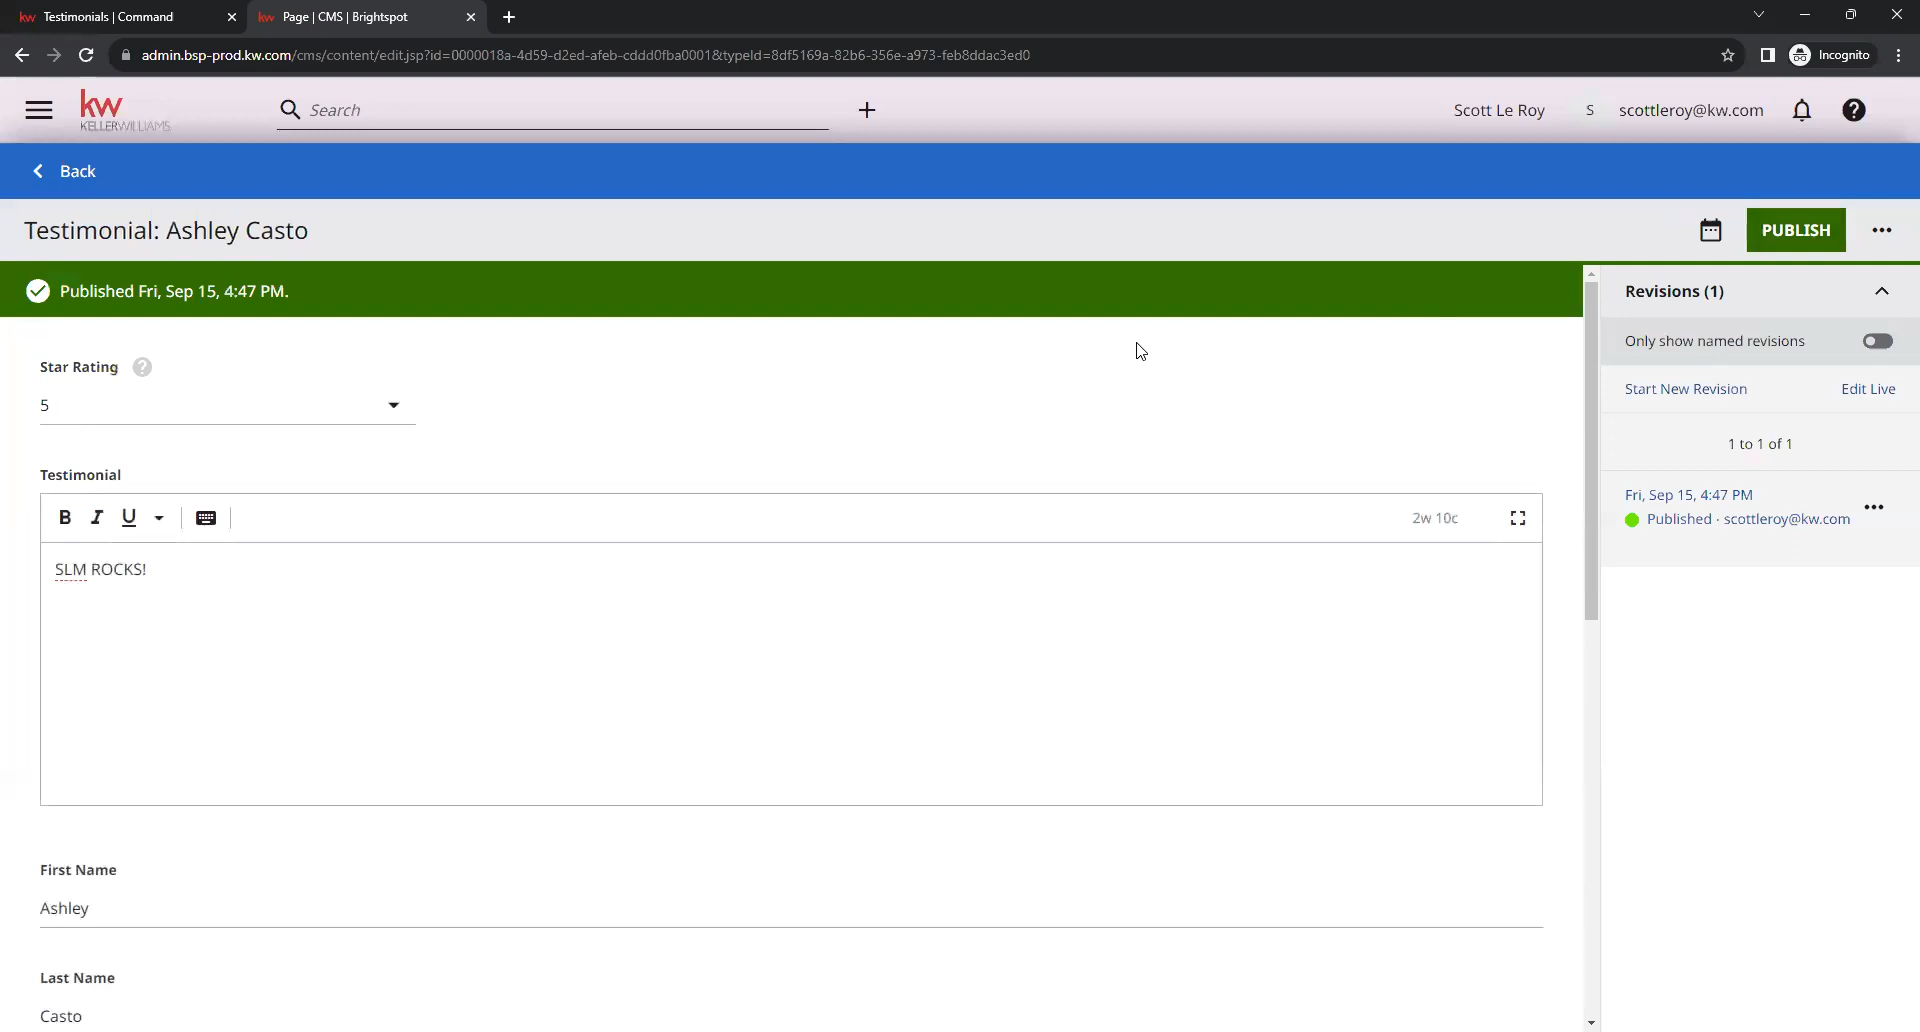 Testimonials | Command
Page | CMS | Brightspot
admin.bsp-prod.kw.com/cms/content/edit.jsp?id=0000018a-4d59-d2ed-afeb-cddd0fba0001&typeId=8df5169a-82b6-356e-a973-feb8ddac3ed0
Incognito
kw
KELLERWILLIAMS.
Search
Scott Le Roy
S
scottleroy@kw.com
Back
Testimonial: Ashley Casto
PUBLISH
Published Fri, Sep 15, 4:47 PM.
Revisions (1)
Only show named revisions
Start New Revision
Edit Live
1 to 1 of 1
Fri, Sep 15, 4:47 PM
Published · scottleroy@kw.com
Star Rating
5
Testimonial
B I U
2w 10c
SLM ROCKS!
First Name
Ashley
Last Name
Casto